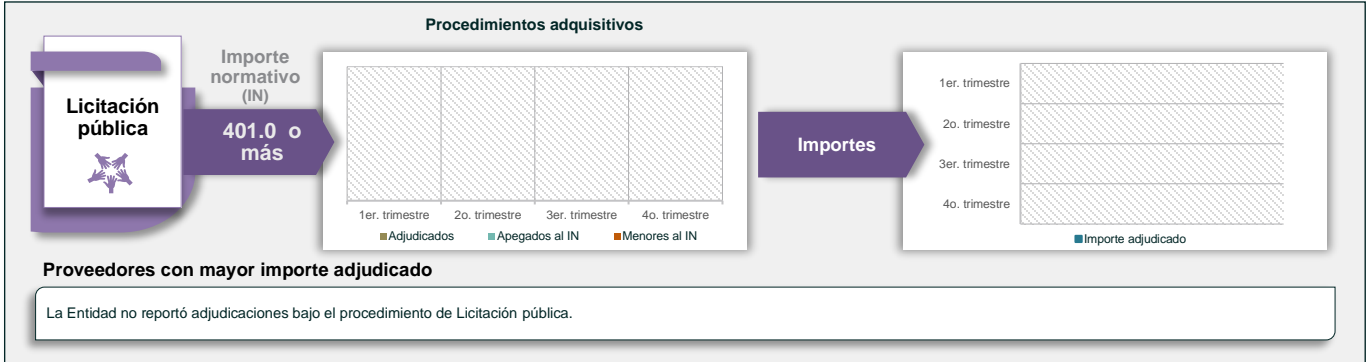 Procedimientos adquisitivos
Licitación
pública
Importe
normativo
(IN)
401.0 o
más
1er. trimestre
2o. trimestre
3er. trimestre
4o. trimestre
Adjudicados
Apegados al IN
Menores al IN
Importes
1er. trimestre
2o. trimestre
3er. trimestre
4o. trimestre
Importe adjudicado
Proveedores con mayor importe adjudicado
La Entidad no reportó adjudicaciones bajo el procedimiento de Licitación pública.